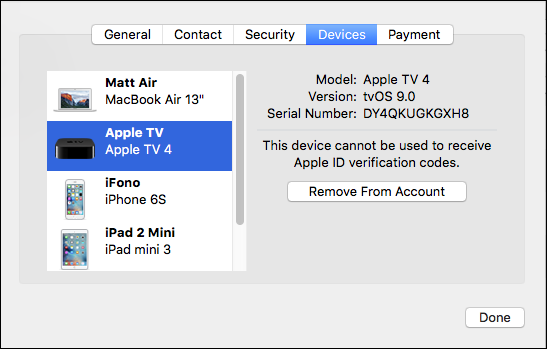 General Contact Security Devices Payment
Matt Air
MacBook Air 13"
Apple TV
Apple TV 4
iFono
iPhone 6S
iPad 2 Mini
iPad mini 3
Model: Apple TV 4
Version: tvOS 9.0
Serial Number: DY4QKUGKGXH8
This device cannot be used to receive
Apple ID verification codes.
Remove From Account
Done